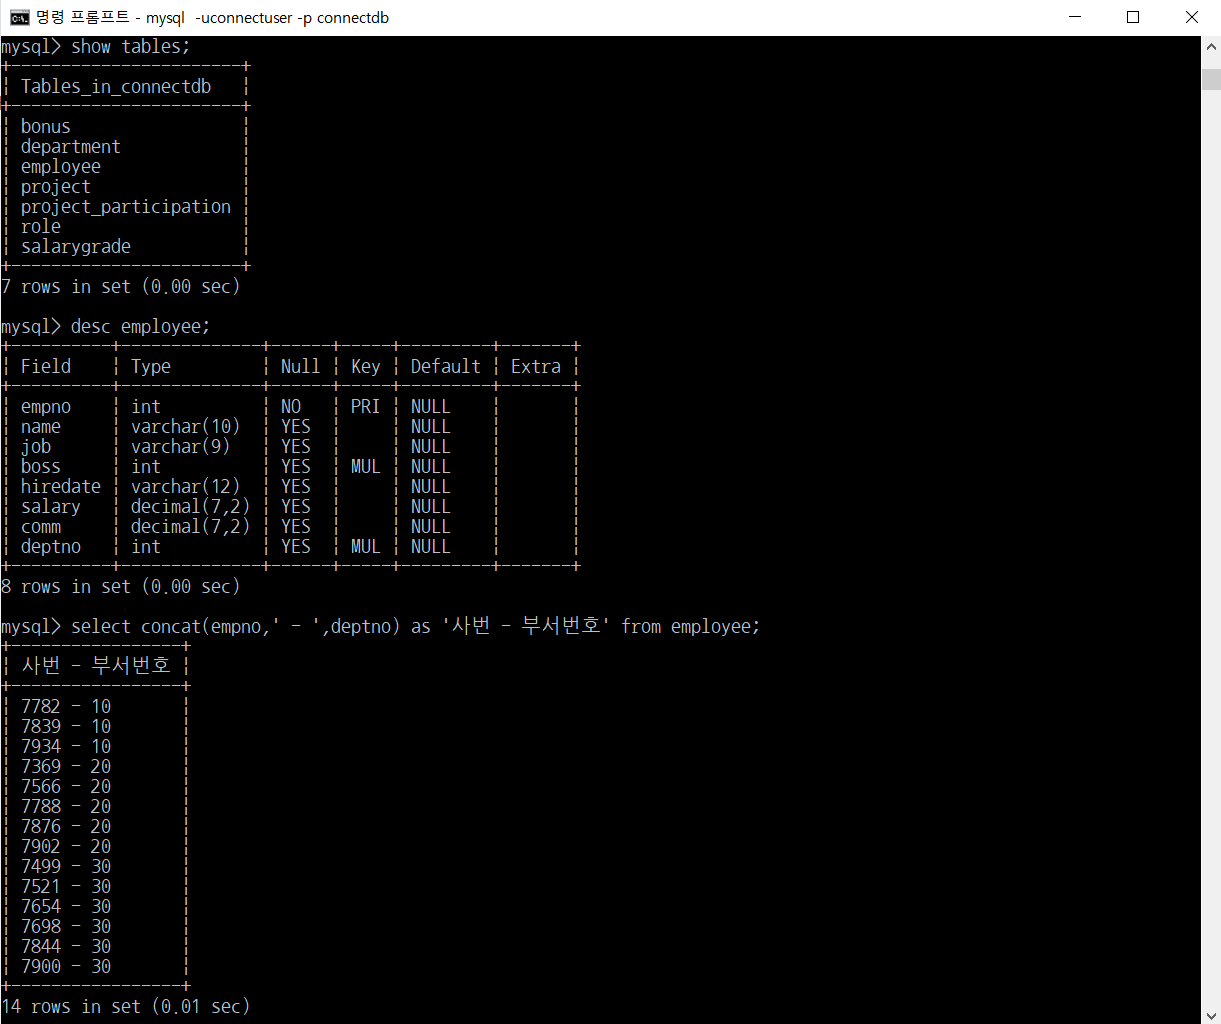 명령 프롬프트 - mysql  -uconnectuser -p connectdb
mysql> show tables;
+-----------------------+
¦ Tables_in_connectdb   ¦
+-----------------------+
¦ bonus                 ¦
¦ department            ¦
¦ employee              ¦
¦ project               ¦
¦ project_participation ¦
¦ role                  ¦
¦ salarygrade           ¦
+-----------------------+
7 rows in set (0.00 sec)
mysql> desc employee;
+----------+--------------+------+-----+---------+-------+
¦ Field    ¦ Type         ¦ Null ¦ Key ¦ Default ¦ Extra ¦
+----------+--------------+------+-----+---------+-------+
¦ empno    ¦ int          ¦ NO   ¦ PRI ¦ NULL    ¦       ¦
¦ name     ¦ varchar(10)  ¦ YES  ¦     ¦ NULL    ¦       ¦
¦ job      ¦ varchar(9)   ¦ YES  ¦     ¦ NULL    ¦       ¦
¦ boss     ¦ int          ¦ YES  ¦ MUL ¦ NULL    ¦       ¦
¦ hiredate ¦ varchar(12)  ¦ YES  ¦     ¦ NULL    ¦       ¦
¦ salary   ¦ decimal(7,2) ¦ YES  ¦     ¦ NULL    ¦       ¦
¦ comm     ¦ decimal(7,2) ¦ YES  ¦     ¦ NULL    ¦       ¦
¦ deptno   ¦ int          ¦ YES  ¦ MUL ¦ NULL    ¦       ¦
+----------+--------------+------+-----+---------+-------+
8 rows in set (0.00 sec)
mysql> select concat(empno,' - ',deptno) as '사번 - 부서번호' from employee;
+-----------------+
¦ 사번 - 부서번호 ¦
+-----------------+
¦ 7782 - 10       ¦
¦ 7839 - 10       ¦
¦ 7934 - 10       ¦
¦ 7369 - 20       ¦
¦ 7566 - 20       ¦
¦ 7788 - 20       ¦
¦ 7876 - 20       ¦
¦ 7902 - 20       ¦
¦ 7499 - 30       ¦
¦ 7521 - 30       ¦
¦ 7654 - 30       ¦
¦ 7698 - 30       ¦
¦ 7844 - 30       ¦
¦ 7900 - 30       ¦
+-----------------+
14 rows in set (0.01 sec)